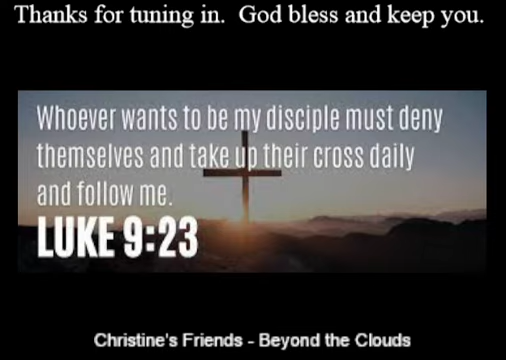 Thanks for tuning in.  God bless and keep you.
Whoever wants to be my disciple must deny
themselves and take up their cross daily
and follow me.
LUKE 9:23
Christine's Friends - Beyond the Clouds